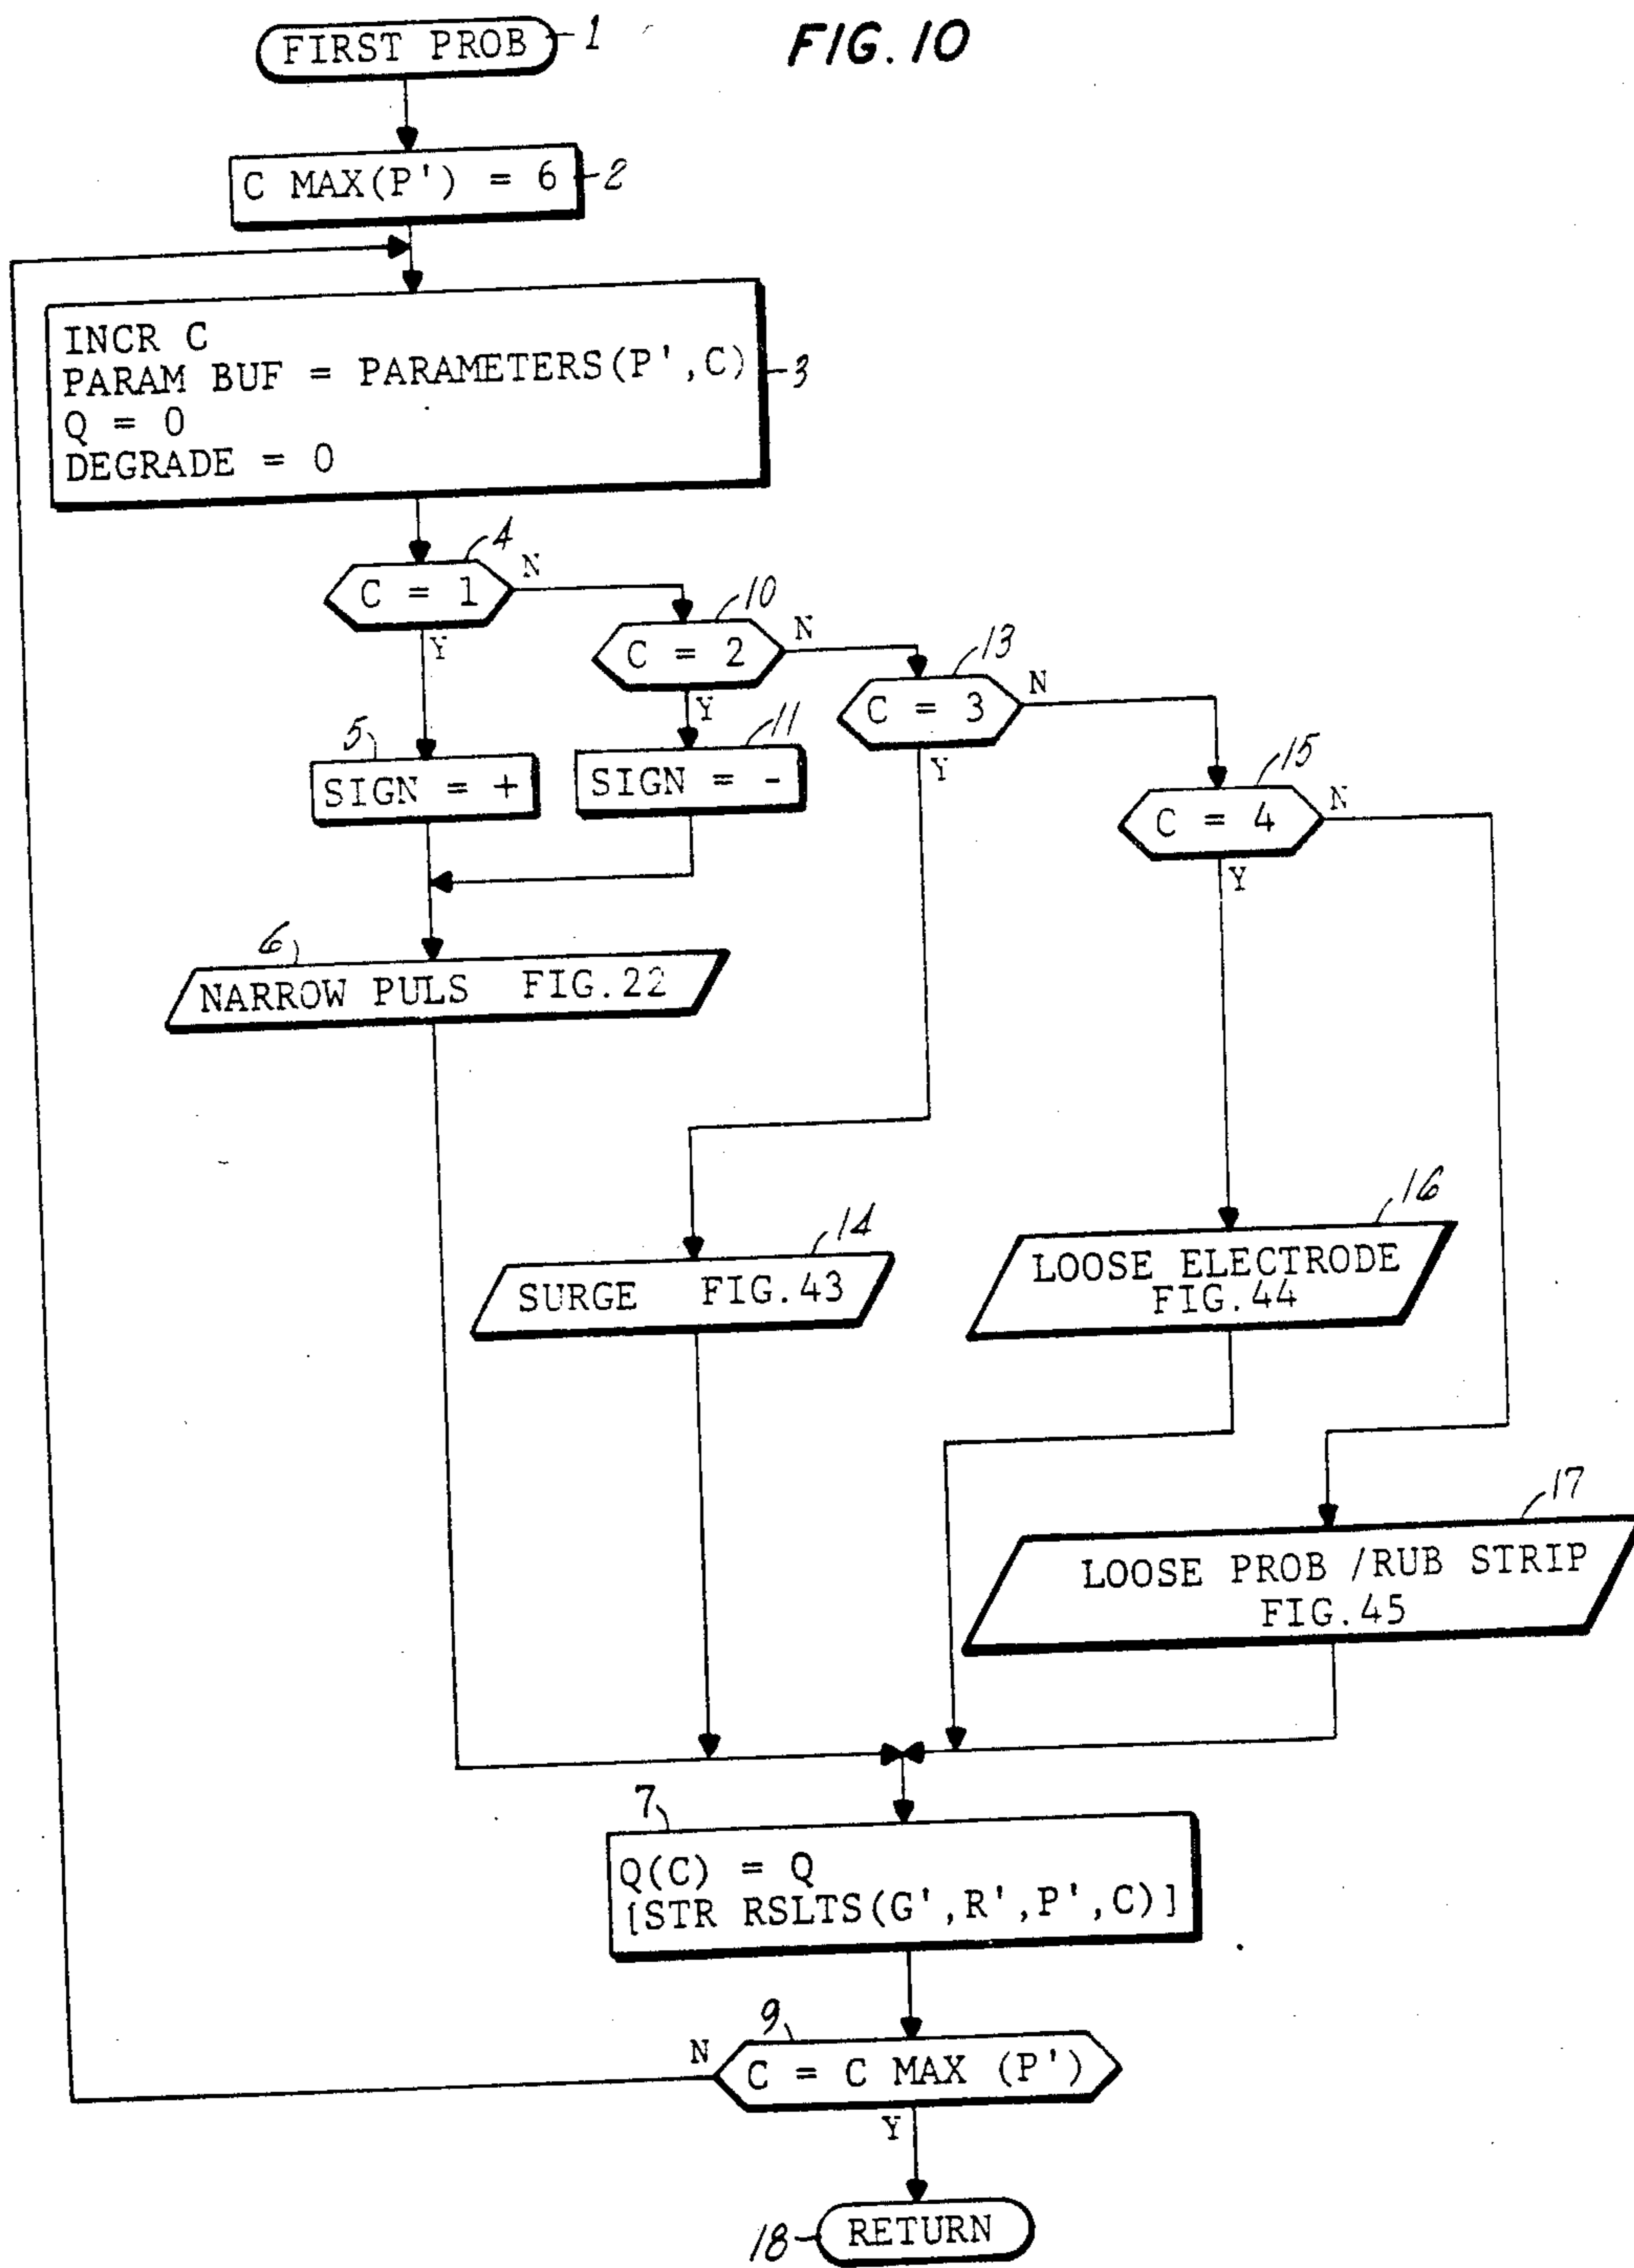 FIG. 10
FIRST PROB
1
C MAX(P') = 6
2
INCR C
PARAM BUF = PARAMETERS(P',C)
Q = 0
DEGRADE = 0
3
4
C = 1
N
Y
10
C = 2
N
Y
13
C = 3
N
Y
15
C = 4
N
Y
5
SIGN = +
11
SIGN = -
6
NARROW PULS FIG.22
14
SURGE FIG.43
16
LOOSE ELECTRODE
FIG.44
17
LOOSE PROB /RUB STRIP
FIG.45
7
Q(C) = Q
[STR RSLTS(G',R',P',C)]
9
C = C MAX (P')
N
Y
18
RETURN